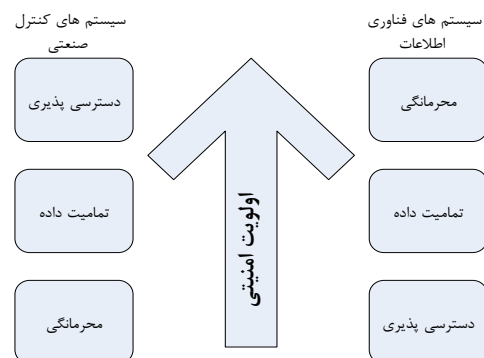 سیستم های فناوری
اطلاعات
محرمانگی
تمامیت داده
دسترسی پذیری
اولویت امنیتی
سیستم های کنترل
صنعتی
دسترسی پذیری
تمامیت داده
محرمانگی